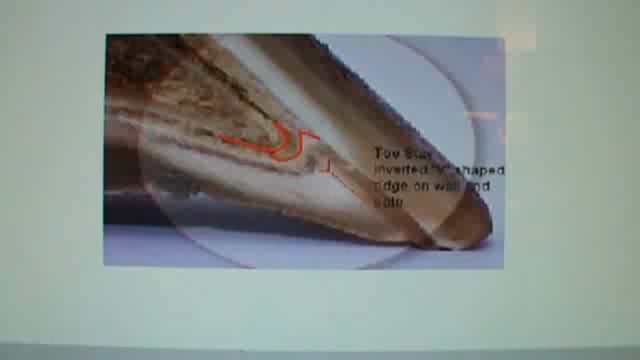 Toe Stay
inverted "v" shaped
edge on wall and
sole